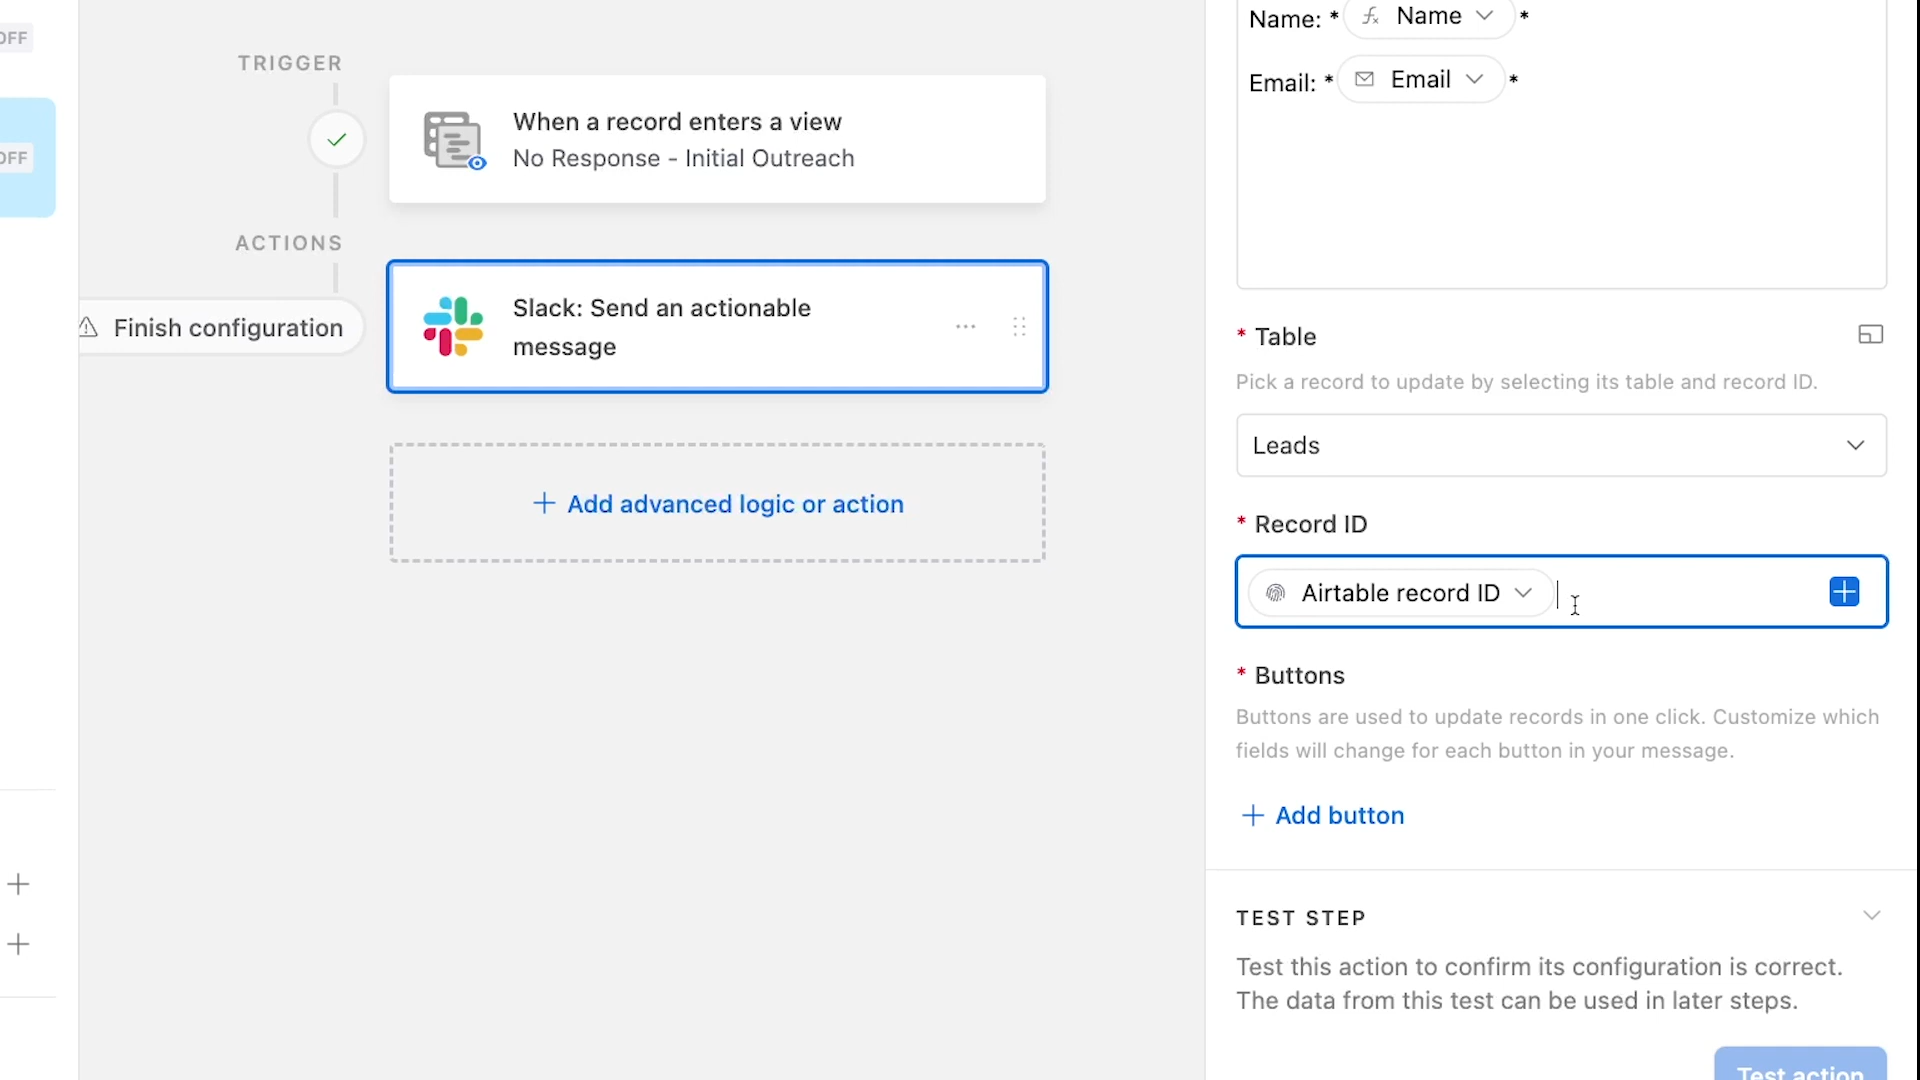 OFF
OFF
TRIGGER
When a record enters a view
No Response - Initial Outreach
ACTIONS
Finish configuration
Slack: Send an actionable
message
Add advanced logic or action
Name: * Name *
Email: * Email *
* Table
Pick a record to update by selecting its table and record ID.
Leads
* Record ID
Airtable record ID
* Buttons
Buttons are used to update records in one click. Customize which
fields will change for each button in your message.
Add button
TEST STEP
Test this action to confirm its configuration is correct.
The data from this test can be used in later steps.
Test action